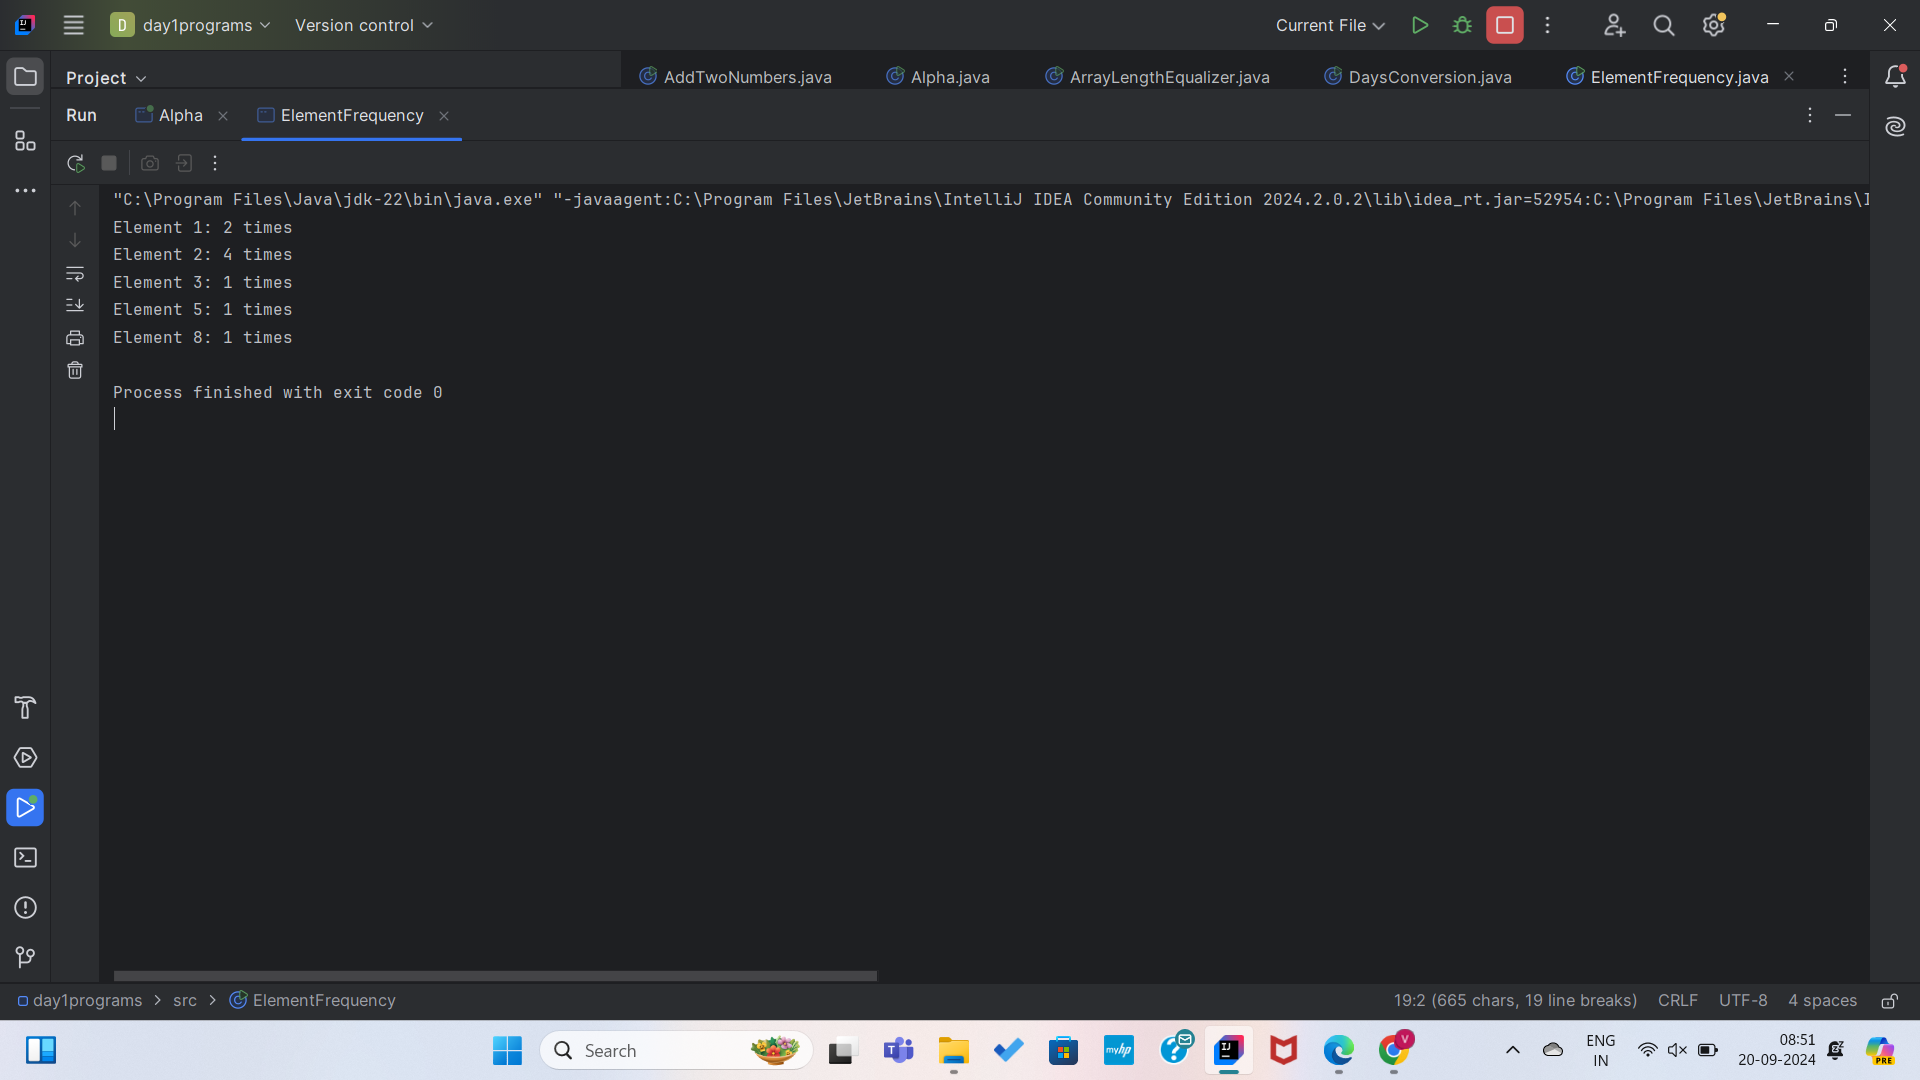 D day1programs Version control Current File
Project AddTwoNumbers.java Alpha.java ArrayLengthEqualizer.java DaysConversion.java ElementFrequency.java
Run Alpha ElementFrequency
"C:\Program Files\Java\jdk-22\bin\java.exe" "-javaagent:C:\Program Files\JetBrains\IntelliJ IDEA Community Edition 2024.2.0.2\lib\idea_rt.jar=52954:C:\Program Files\JetBrains\I
Element 1: 2 times
Element 2: 4 times
Element 3: 1 times
Element 5: 1 times
Element 8: 1 times
Process finished with exit code 0
day1programs > src > ElementFrequency 19:2 (665 chars, 19 line breaks) CRLF UTF-8 4 spaces
Search myhp IJ V ENG 08:51
IN 20-09-2024 PRE